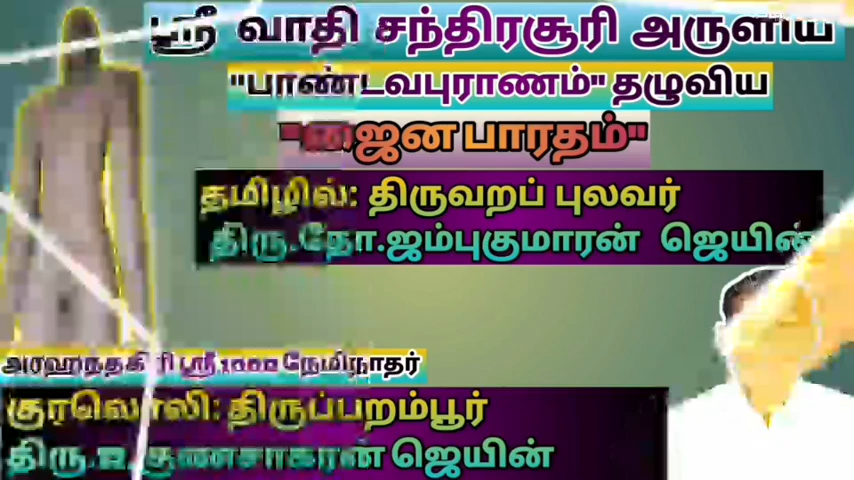 ஸ்ரீ வாதி சந்திரசூரி அருளிய
"பாண்டவபுராணம்" தழுவிய
"ஜைன பாரதம்"
தமிழில்: திருவறப் புலவர்
திரு.தோ.ஜம்புகுமாரன் ஜெயின்
அரஹந்தகிரி ஸ்ரீ 1008 நேமிநாதர்
குரலொலி: திருப்பறம்பூர்
திரு.ஐ.குணசாகரன் ஜெயின்